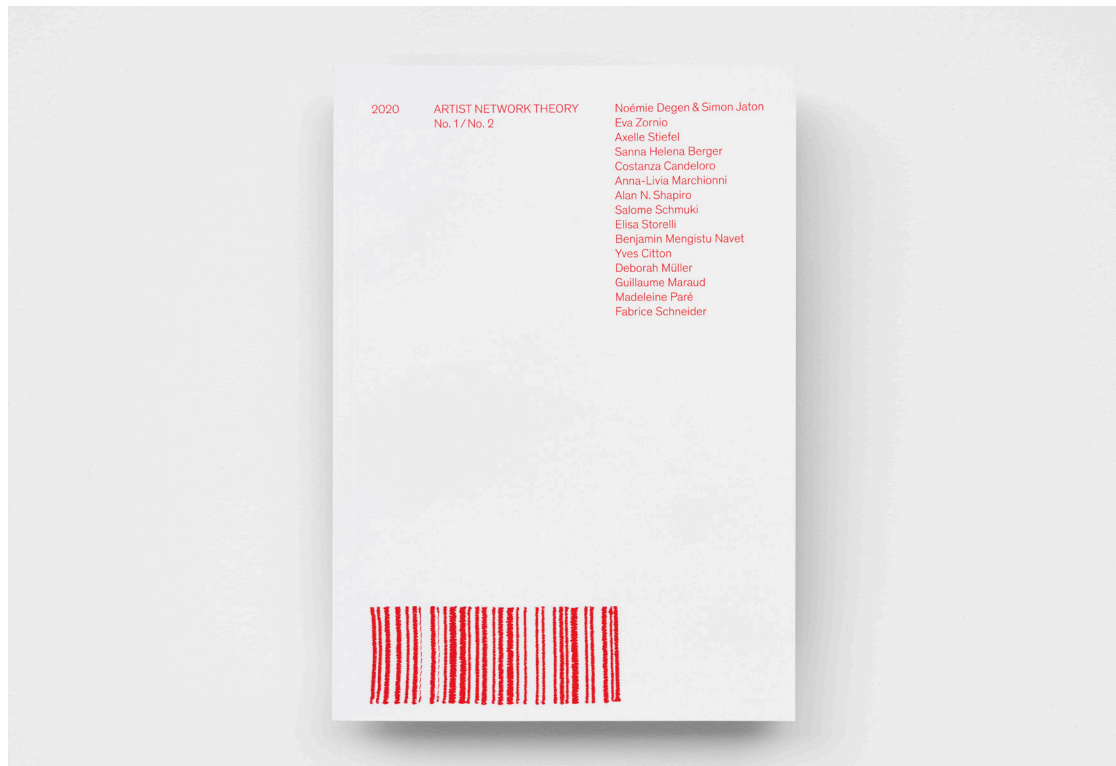 2020
ARTIST NETWORK THEORY
No. 1 / No. 2
Noémie Degen & Simon Jaton
Eva Zornio
Axelle Stiefel
Sanna Helena Berger
Costanza Candeloro
Anna-Livia Marchionni
Alan N. Shapiro
Salome Schmuki
Elisa Storelli
Benjamin Mengistu Navet
Yves Citton
Deborah Müller
Guillaume Maraud
Madeleine Paré
Fabrice Schneider